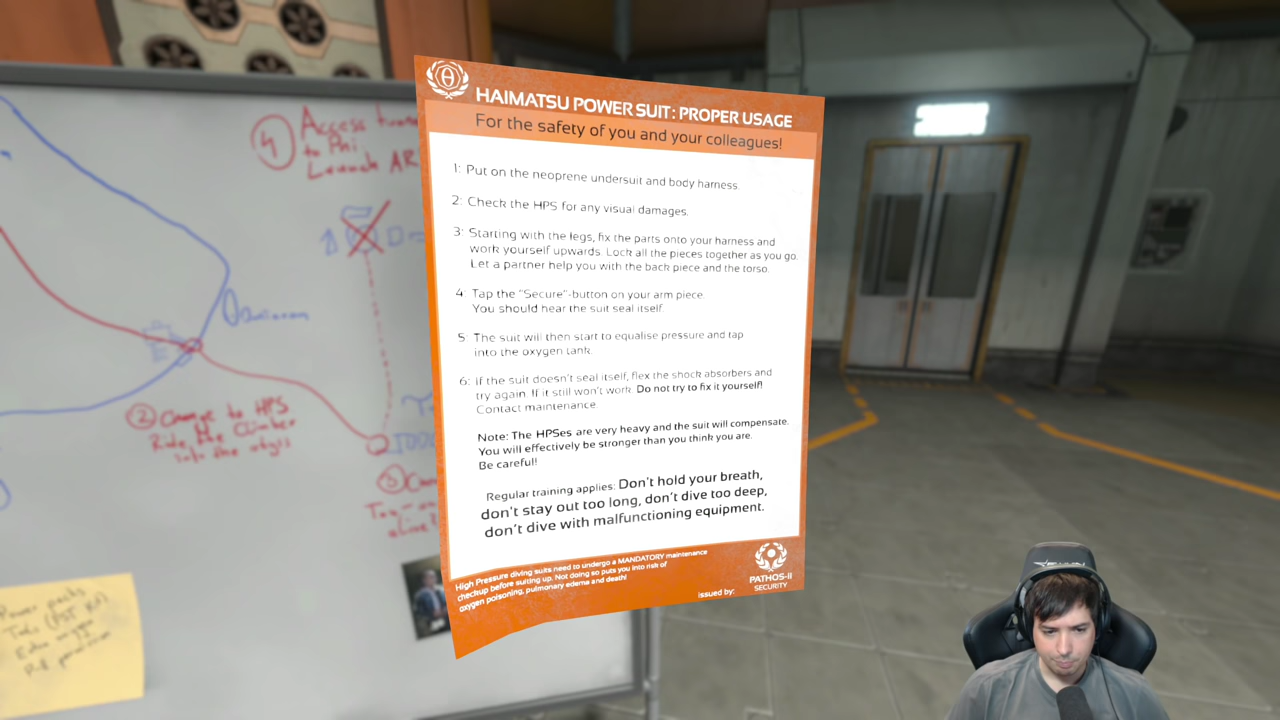 HAIMATSU POWER SUIT: PROPER USAGE
For the safety of you and your colleagues!
1: Put on the neoprene undersuit and body harness.
2: Check the HPS for any visual damages.
3: Starting with the legs, fix the parts onto your harness and
work yourself upwards. Lock all the pieces together as you go.
Let a partner help you with the back piece and the torso.
4: Tap the "Secure"-button on your arm piece.
You should hear the suit seal itself.
5: The suit will then start to equalise pressure and tap
into the oxygen tank.
6: If the suit doesn't seal itself, flex the shock absorbers and
try again. If it still won't work. Do not try to fix it yourself!
Contact maintenance.
Note: The HPSes are very heavy and the suit will compensate.
You will effectively be stronger than you think you are.
Be careful!
Regular training applies: Don't hold your breath,
don't stay out too long, don't dive too deep,
don't dive with malfunctioning equipment.
High Pressure diving suits need to undergo a MANDATORY maintenance
checkup before suiting up. Not doing so puts you into risk of
oxygen poisoning, pulmonary edema and death!
issued by:
PATHOS-II
SECURITY
4 Access
to Phi
Launch AR
2 Change to HPS
Ride the Climber
into the abyss
3